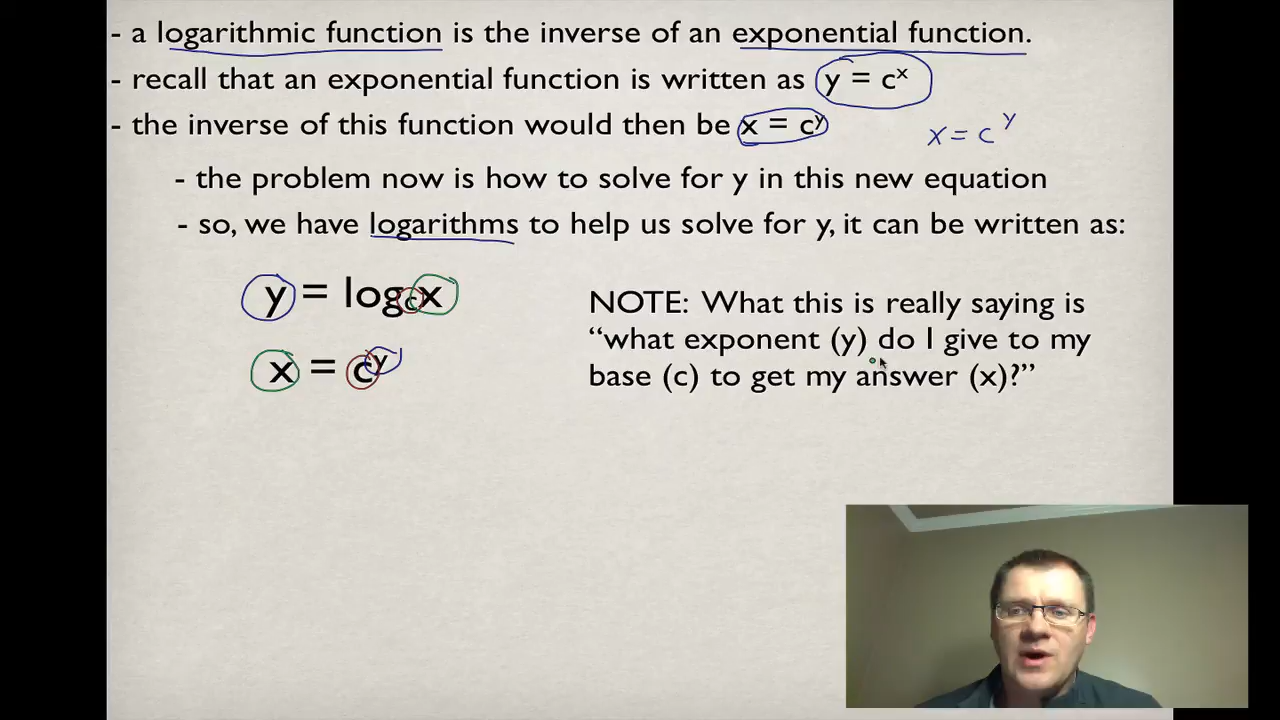 - a logarithmic function is the inverse of an exponential function.
- recall that an exponential function is written as y = cˣ
- the inverse of this function would then be x = cʸ
x = c ʸ
- the problem now is how to solve for y in this new equation
- so, we have logarithms to help us solve for y, it can be written as:
y = log꜀x
x = cʸ
NOTE: What this is really saying is
“what exponent (y) do I give to my
base (c) to get my answer (x)?”